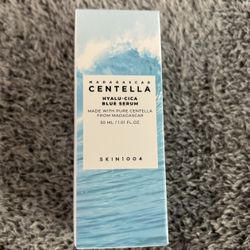 MADAGASCAR
CENTELLA
HYALU-CICA
BLUE SERUM
MADE WITH PURE CENTELLA
FROM MADAGASCAR
50 ML / 1.01 FL.OZ.
SKIN1004